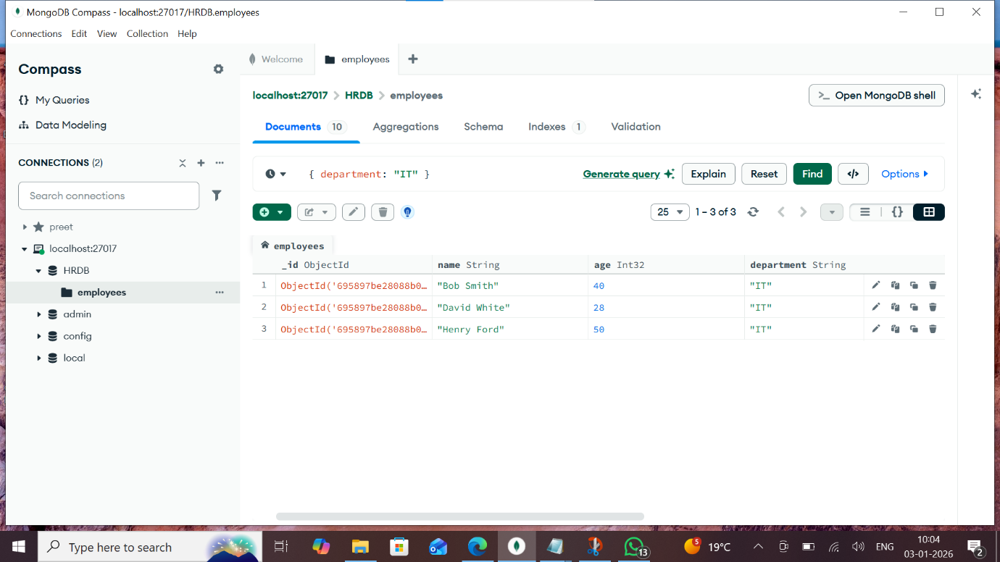 MongoDB Compass - localhost:27017/HRDB.employees
Connections Edit View Collection Help
Compass
{} My Queries
Data Modeling
CONNECTIONS (2)
Search connections
preet
localhost:27017
HRDB
employees
admin
config
local
Welcome
employees
localhost:27017 > HRDB > employees
>_ Open MongoDB shell
Documents 10 Aggregations Schema Indexes 1 Validation
{ department: "IT" }
Generate query Explain Reset Find </> Options
25 1 – 3 of 3 {}
employees
_id ObjectId name String age Int32 department String
1 ObjectId('695897be28088b0… "Bob Smith" 40 "IT"
2 ObjectId('695897be28088b0… "David White" 28 "IT"
3 ObjectId('695897be28088b0… "Henry Ford" 50 "IT"
Type here to search
13
5
19°C
ENG
10:04
03-01-2026
2